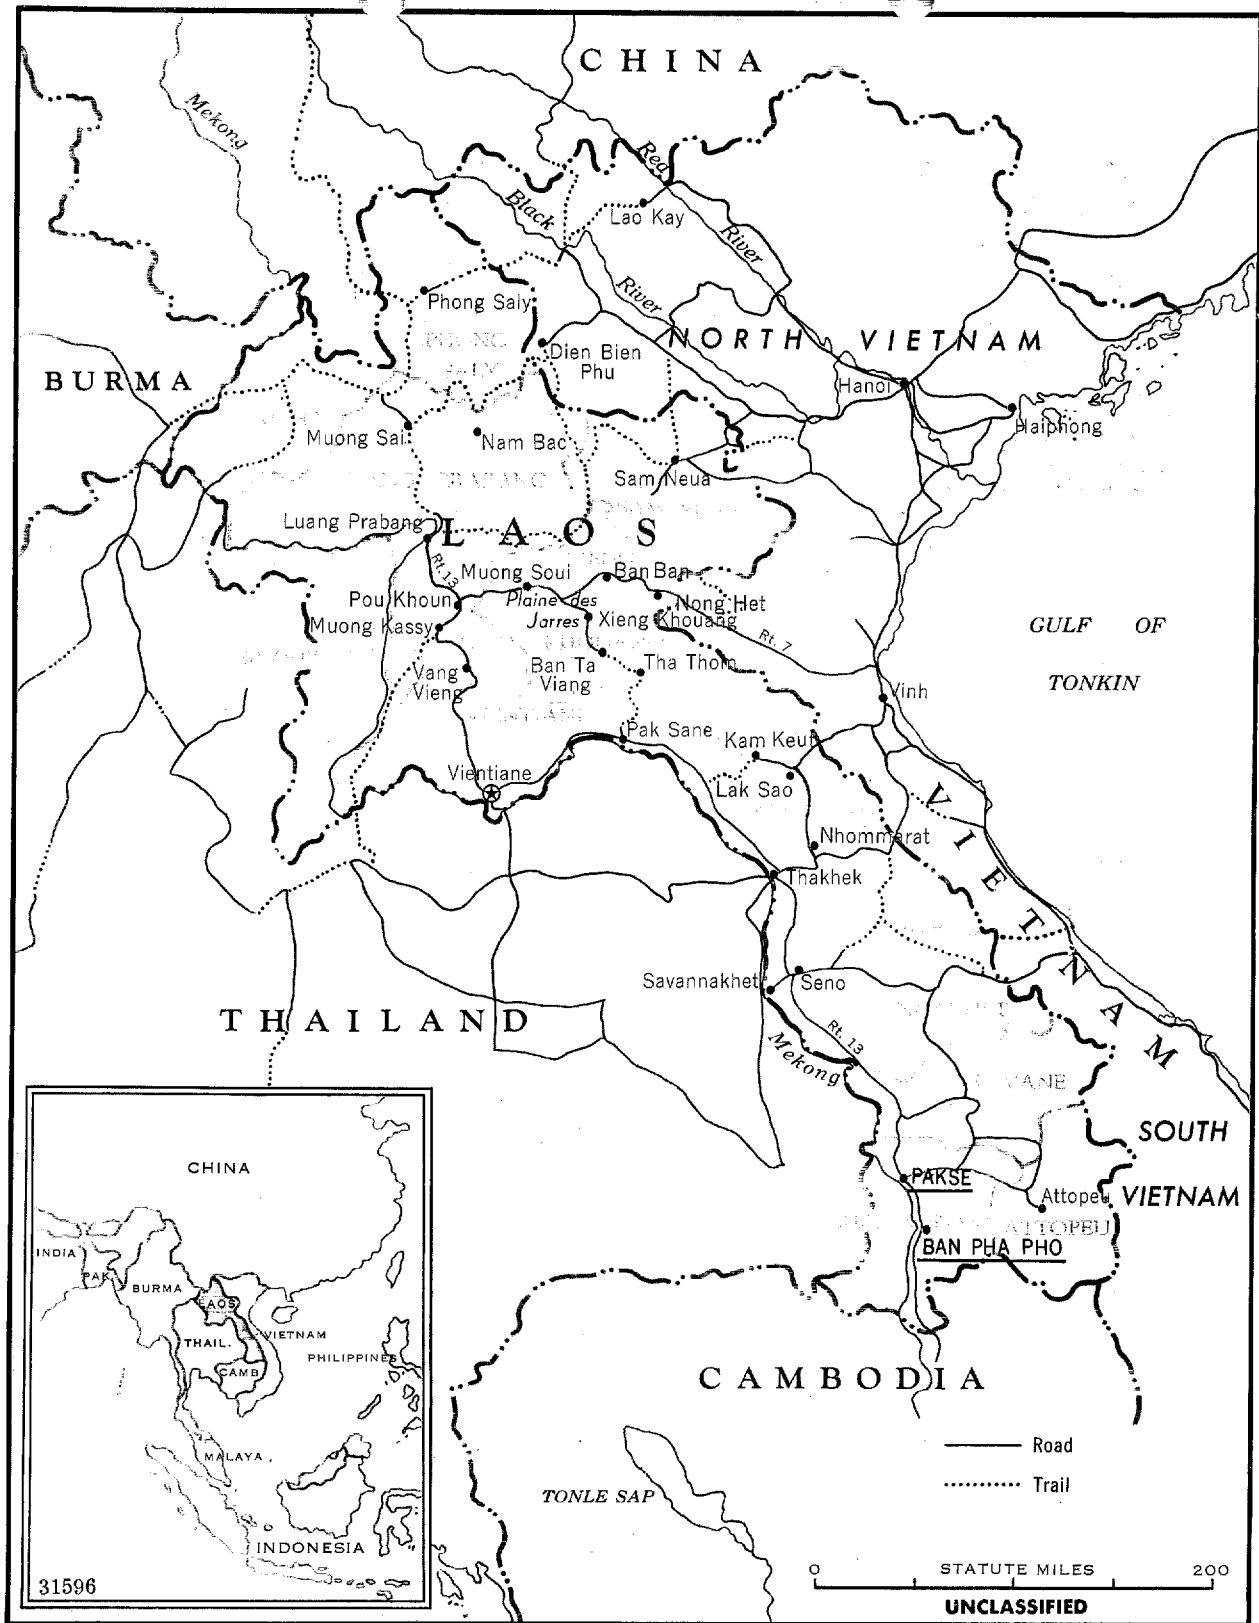 CHINA
Mekong
Red
Black
Lao Kay
River
River
Phong Saly
PHONG
SALY
NORTH VIETNAM
Dien Bien
Phu
BURMA
Hanoi
Haiphong
Muong Sai
Nam Bac
Sam Neua
PRABANG
Luang Prabang
LAOS
Rt. 13
Muong Soui
Ban Ban
Pou Khoun
Plaine des
Jarres
Nong Het
Xieng Khouang
Muong Kassy
Rt. 7
GULF OF
TONKIN
Vang
Vieng
Ban Ta
Viang
Tha Thom
Vinh
Pak Sane
Kam Keut
Vientiane
Lak Sao
Nhommarat
Thakhek
VIETNAM
Savannakhet
Seno
THAILAND
Rt. 13
Mekong
VANE
SOUTH
VIETNAM
PAKSE
Attopeu
ATTOPEU
BAN PHA PHO
CAMBODIA
TONLE SAP
Road
Trail
0 STATUTE MILES 200
UNCLASSIFIED
CHINA
INDIA
PAK.
BURMA
LAOS
THAIL.
VIETNAM
CAMB
PHILIPPINES
MALAYA
INDONESIA
31596